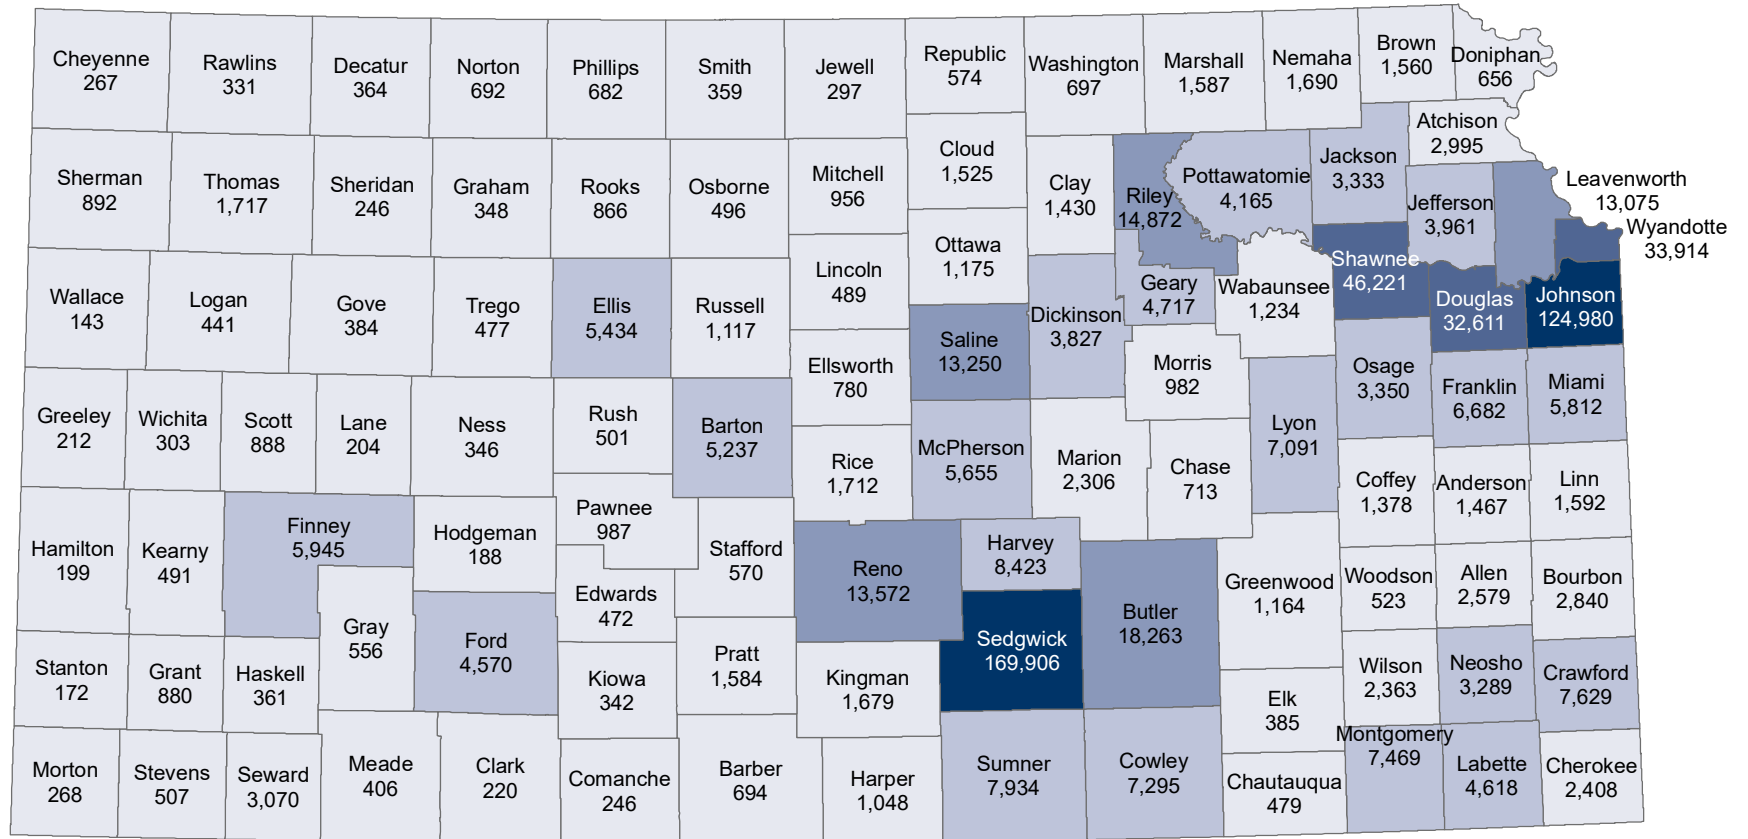 Cheyenne
267
Rawlins
331
Decatur
364
Norton
692
Phillips
682
Smith
359
Jewell
297
Republic
574
Washington
697
Marshall
1,587
Nemaha
1,690
Brown
1,560
Doniphan
656
Sherman
892
Thomas
1,717
Sheridan
246
Graham
348
Rooks
866
Osborne
496
Mitchell
956
Cloud
1,525
Clay
1,430
Riley
14,872
Pottawatomie
4,165
Jackson
3,333
Atchison
2,995
Jefferson
3,961
Leavenworth
13,075
Wyandotte
33,914
Wallace
143
Logan
441
Gove
384
Trego
477
Ellis
5,434
Russell
1,117
Lincoln
489
Ottawa
1,175
Saline
13,250
Dickinson
3,827
Geary
4,717
Wabaunsee
1,234
Shawnee
46,221
Douglas
32,611
Johnson
124,980
Greeley
212
Wichita
303
Scott
888
Lane
204
Ness
346
Rush
501
Barton
5,237
Ellsworth
780
Rice
1,712
McPherson
5,655
Marion
2,306
Morris
982
Chase
713
Lyon
7,091
Osage
3,350
Franklin
6,682
Miami
5,812
Coffey
1,378
Anderson
1,467
Linn
1,592
Hamilton
199
Kearny
491
Finney
5,945
Hodgeman
188
Pawnee
987
Stafford
570
Edwards
472
Reno
13,572
Harvey
8,423
Sedgwick
169,906
Butler
18,263
Greenwood
1,164
Woodson
523
Allen
2,579
Bourbon
2,840
Stanton
172
Grant
880
Haskell
361
Gray
556
Ford
4,570
Kiowa
342
Pratt
1,584
Kingman
1,679
Elk
385
Wilson
2,363
Neosho
3,289
Crawford
7,629
Morton
268
Stevens
507
Seward
3,070
Meade
406
Clark
220
Comanche
246
Barber
694
Harper
1,048
Sumner
7,934
Cowley
7,295
Chautauqua
479
Montgomery
7,469
Labette
4,618
Cherokee
2,408